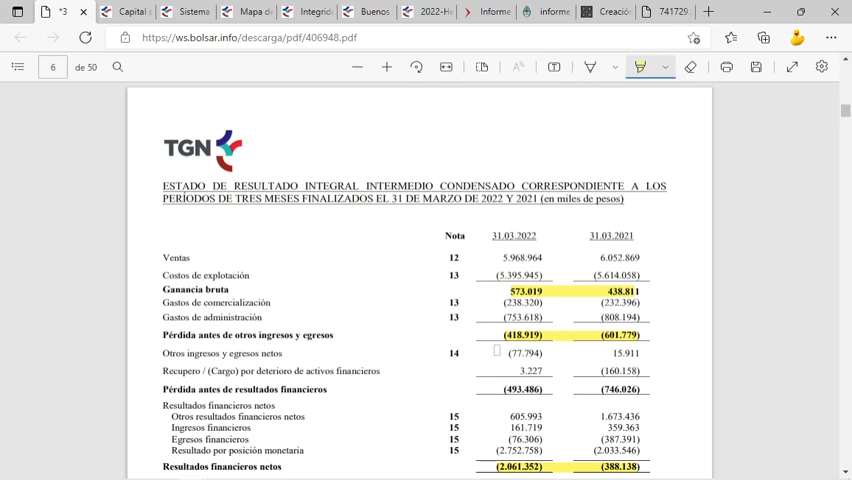 *3
Capital s
Sistema
Mapa de
Integrida
Buenos
2022-He
Informe
informe
Creación
741729
https://ws.bolsar.info/descarga/pdf/406948.pdf
6 de 50
TGN
ESTADO DE RESULTADO INTEGRAL INTERMEDIO CONDENSADO CORRESPONDIENTE A LOS
PERÍODOS DE TRES MESES FINALIZADOS EL 31 DE MARZO DE 2022 Y 2021 (en miles de pesos)
Nota 31.03.2022 31.03.2021
Ventas 12 5.968.964 6.052.869
Costos de explotación 13 (5.395.945) (5.614.058)
Ganancia bruta 573.019 438.811
Gastos de comercialización 13 (238.320) (232.396)
Gastos de administración 13 (753.618) (808.194)
Pérdida antes de otros ingresos y egresos (418.919) (601.779)
Otros ingresos y egresos netos 14 (77.794) 15.911
Recupero / (Cargo) por deterioro de activos financieros 3.227 (160.158)
Pérdida antes de resultados financieros (493.486) (746.026)
Resultados financieros netos
Otros resultados financieros netos 15 605.993 1.673.436
Ingresos financieros 15 161.719 359.363
Egresos financieros 15 (76.306) (387.391)
Resultado por posición monetaria 15 (2.752.758) (2.033.546)
Resultados financieros netos (2.061.352) (388.138)